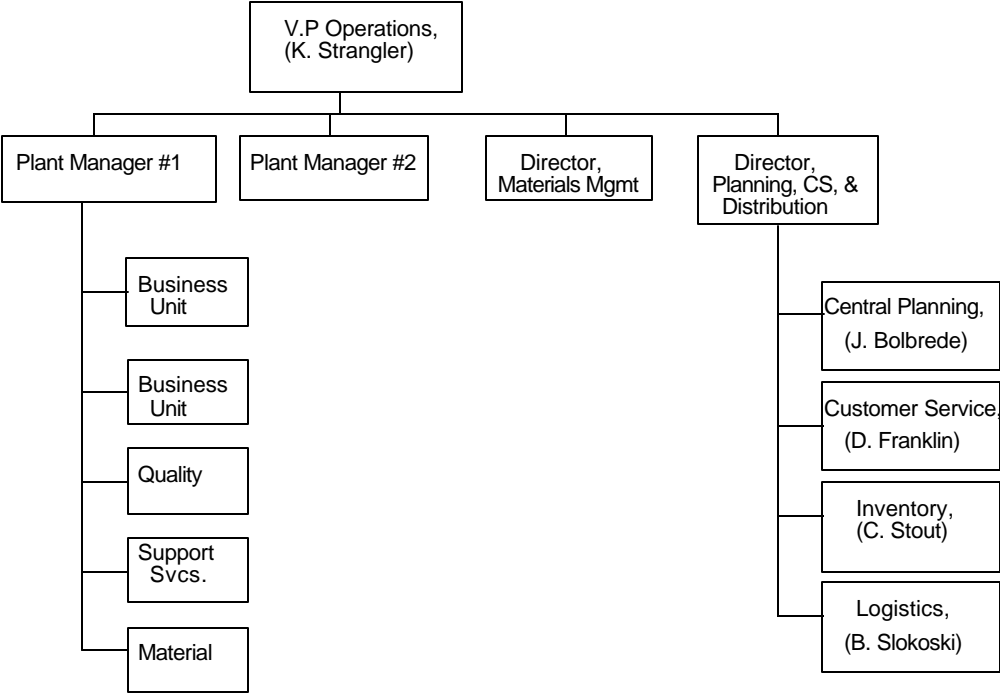 V.P Operations,
(K. Strangler)
Plant Manager #1
Plant Manager #2
Director,
Materials Mgmt
Director,
Planning, CS, &
Distribution
Business
Unit
Business
Unit
Quality
Support
Svcs.
Material
Central Planning,
(J. Bolbrede)
Customer Service,
(D. Franklin)
Inventory,
(C. Stout)
Logistics,
(B. Slokoski)